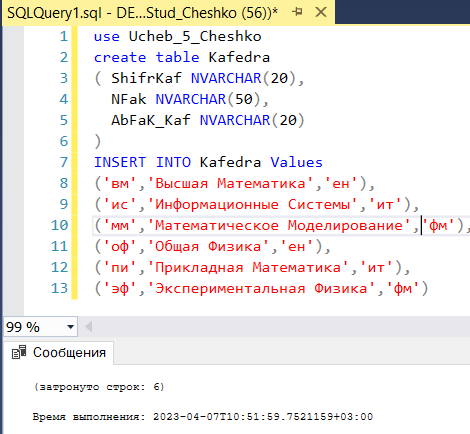 SQLQuery1.sql - DE...Stud_Cheshko (56))*
1 use Ucheb_5_Cheshko
2 create table Kafedra
3 ( ShifrKaf NVARCHAR(20),
4 NFak NVARCHAR(50),
5 AbFaK_Kaf NVARCHAR(20)
6 )
7 INSERT INTO Kafedra Values
8 ('вм','Высшая Математика','ен'),
9 ('ис','Информационные Системы','ит'),
10 ('мм','Математическое Моделирование','фм'),
11 ('оф','Общая Физика','ен'),
12 ('пи','Прикладная Математика','ит'),
13 ('эф','Экспериментальная Физика','фм')
99 %
Сообщения
(затронуто строк: 6)
Время выполнения: 2023-04-07T10:51:59.7521159+03:00